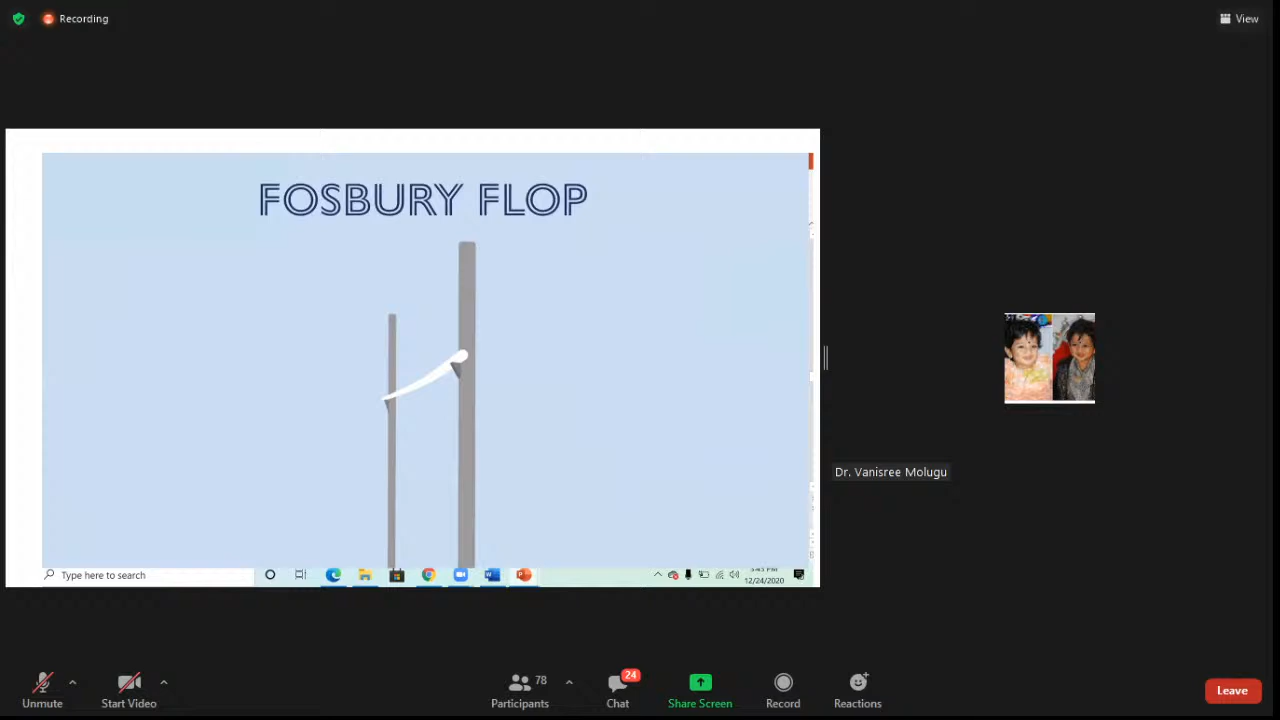 Recording
View
FOSBURY FLOP
Dr. Vanisree Molugu
Type here to search
12/24/2020
Unmute
Start Video
78
Participants
24
Chat
Share Screen
Record
Reactions
Leave